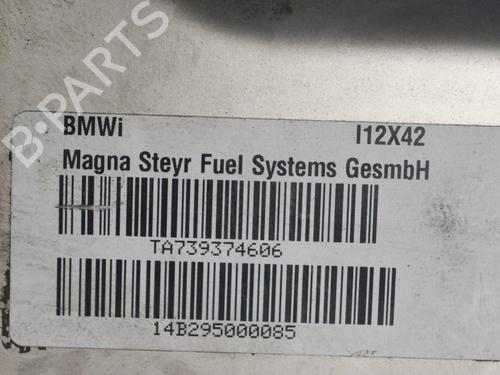 BMWi I12X42
Magna Steyr Fuel Systems GesmbH
TA739374606
14B295000085
B-PARTS